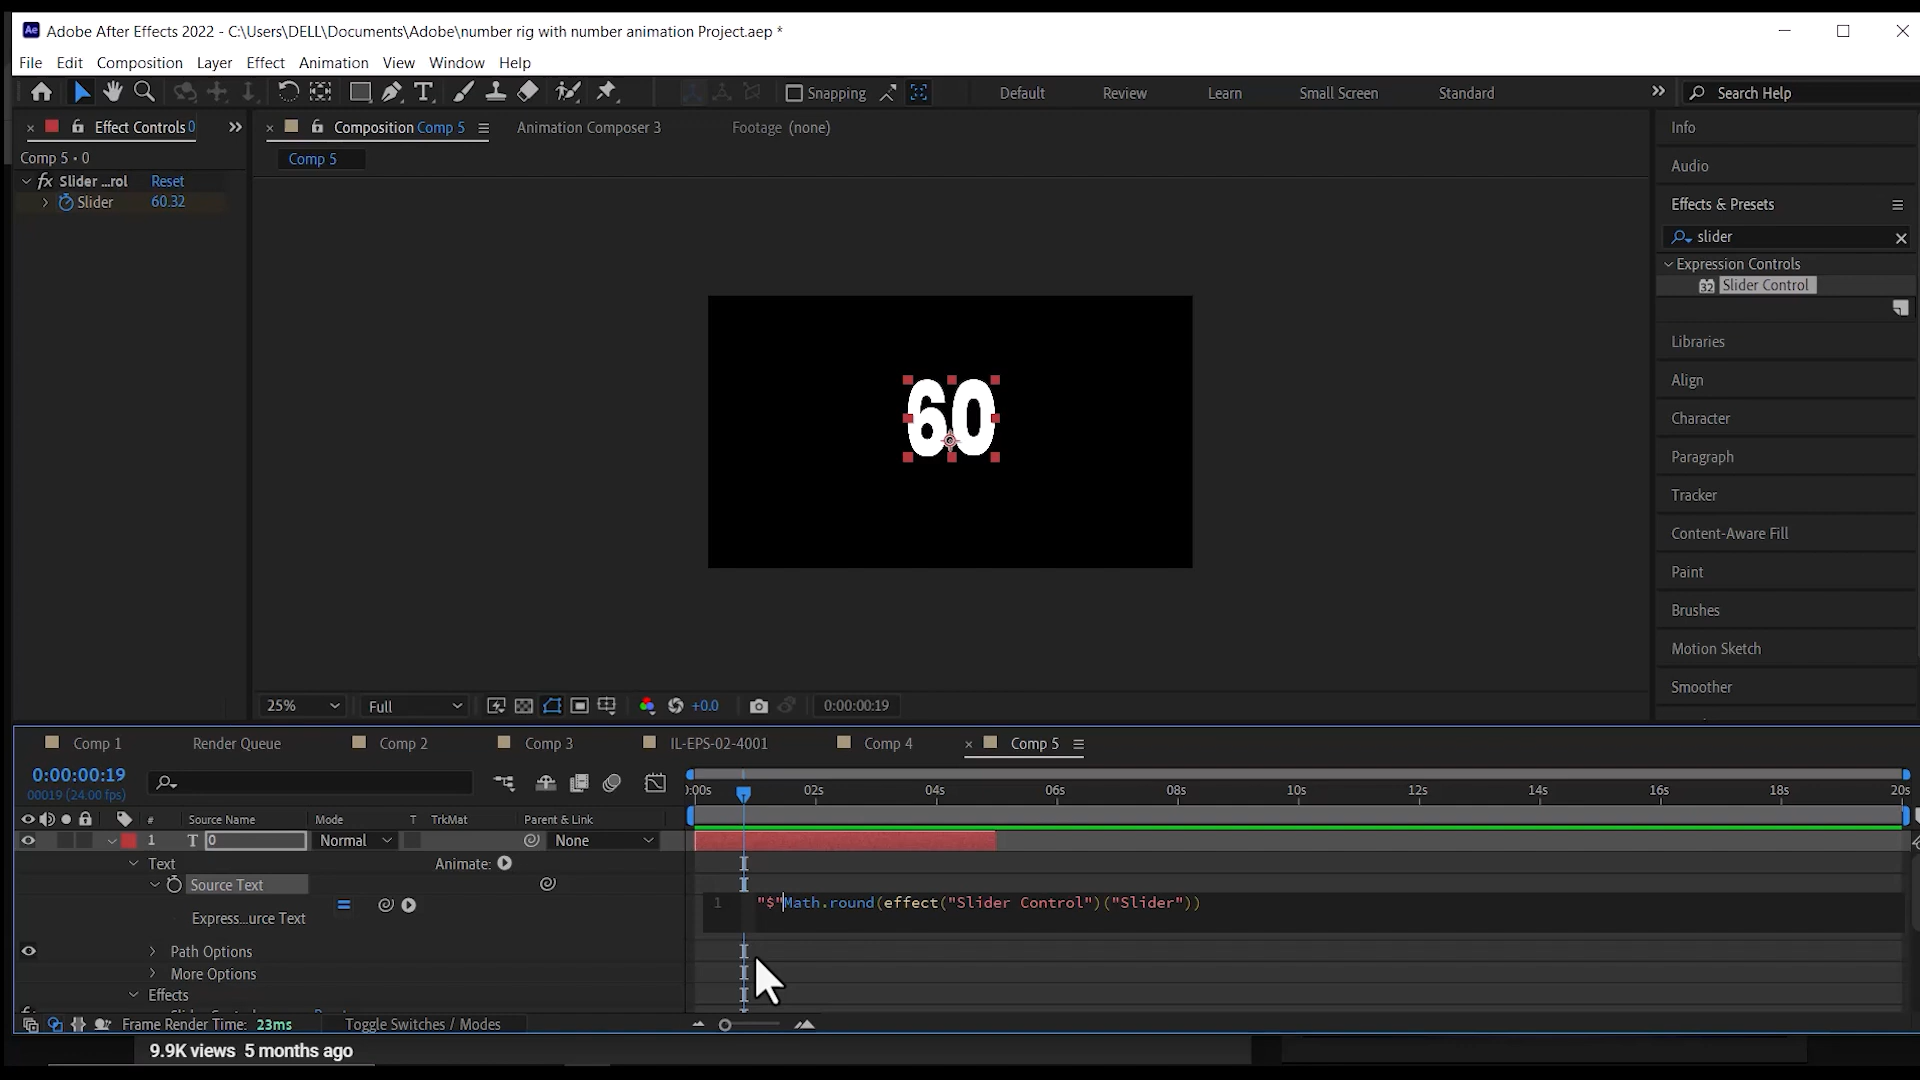 Adobe After Effects 2022 - C:\Users\DELL\Documents\Adobe\number rig with number animation Project.aep *
File Edit Composition Layer Effect Animation View Window Help
Snapping Default Review Learn Small Screen Standard Search Help
Effect Controls 0
Composition Comp 5 Animation Composer 3 Footage (none)
Comp 5 • 0
Comp 5
fx Slider ...rol Reset
Slider 60.32
Info
Audio
Effects & Presets
slider
Expression Controls
32 Slider Control
Libraries
Align
Character
Paragraph
Tracker
Content-Aware Fill
Paint
Brushes
Motion Sketch
Smoother
60
25% Full +0.0 0:00:00:19
Comp 1 Render Queue Comp 2 Comp 3 IL-EPS-02-4001 Comp 4 Comp 5
0:00:00:19
00019 (24.00 fps)
):00s 02s 04s 06s 08s 10s 12s 14s 16s 18s 20s
# Source Name Mode T TrkMat Parent & Link
1 T 0 Normal None
Text Animate:
Source Text
Express...urce Text
1 "$"Math.round(effect("Slider Control")("Slider"))
Path Options
More Options
Effects
Frame Render Time: 23ms Toggle Switches / Modes
9.9K views 5 months ago